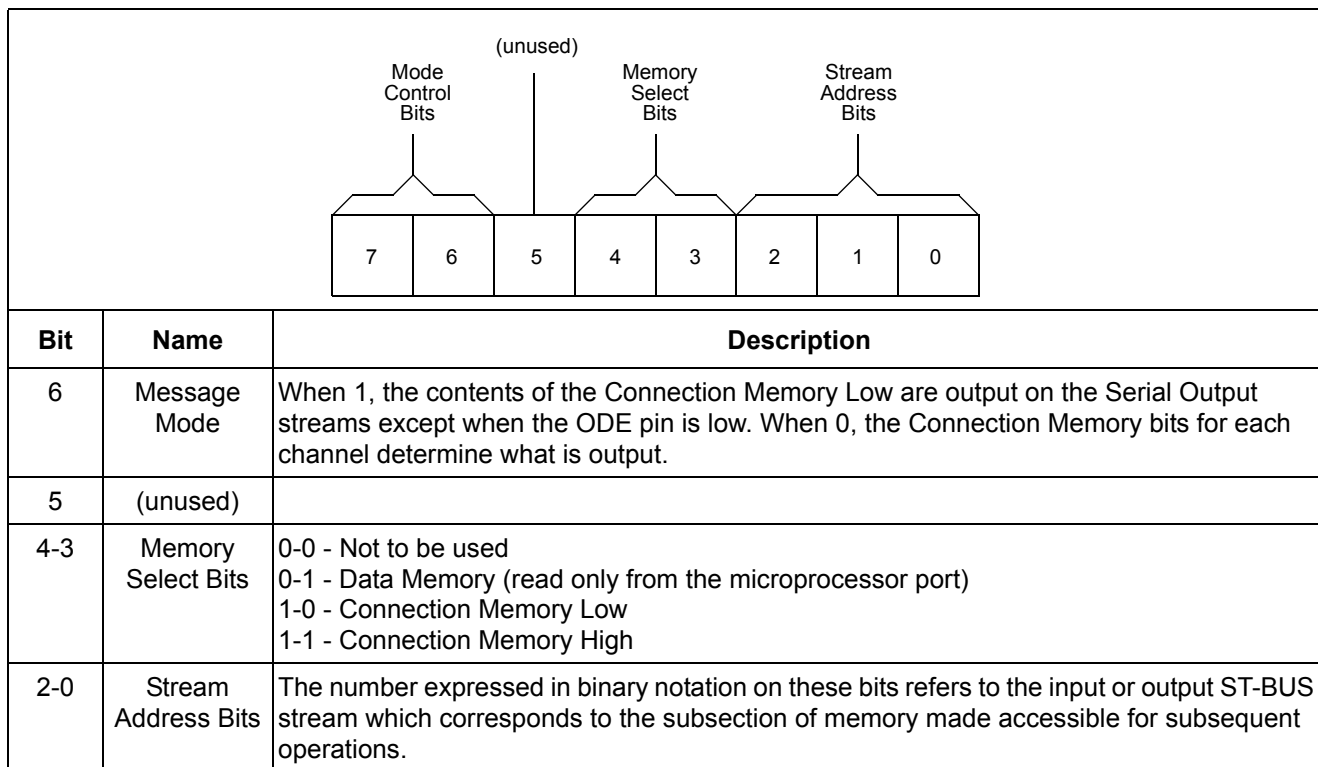 (unused)
Mode
Control
Bits
Memory
Select
Bits
Stream
Address
Bits
7 6 5 4 3 2 1 0
Bit Name Description
6 Message Mode When 1, the contents of the Connection Memory Low are output on the Serial Output
streams except when the ODE pin is low. When 0, the Connection Memory bits for each
channel determine what is output.
5 (unused)
4-3 Memory Select Bits 0-0 - Not to be used
0-1 - Data Memory (read only from the microprocessor port)
1-0 - Connection Memory Low
1-1 - Connection Memory High
2-0 Stream Address Bits The number expressed in binary notation on these bits refers to the input or output ST-BUS
stream which corresponds to the subsection of memory made accessible for subsequent
operations.